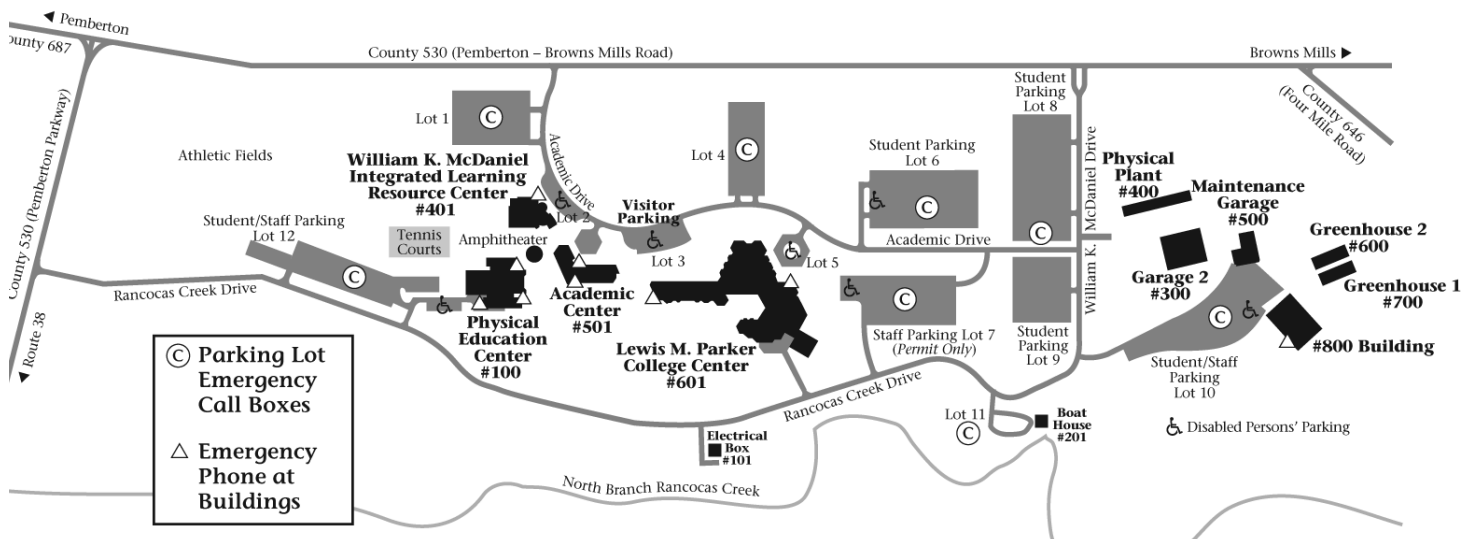 Pemberton
County 687
County 530 (Pemberton – Browns Mills Road)
Browns Mills
County 646
(Four Mile Road)
County 530 (Pemberton Parkway)
Route 38
Athletic Fields
Lot 1
C
Academic Drive
William K. McDaniel
Integrated Learning
Resource Center
#401
Lot 2
Visitor
Parking
Lot 3
Lot 4
C
Student Parking
Lot 6
C
Student
Parking
Lot 8
C
William K. McDaniel Drive
Physical
Plant
#400
Maintenance
Garage
#500
Greenhouse 2
#600
Greenhouse 1
#700
Garage 2
#300
Student/Staff Parking
Lot 12
C
Tennis
Courts
Amphitheater
Academic Drive
Lot 5
Rancocas Creek Drive
Physical
Education
Center
#100
Academic
Center
#501
Lewis M. Parker
College Center
#601
C
Staff Parking Lot 7
(Permit Only)
Student
Parking
Lot 9
C
Student/Staff
Parking
Lot 10
#800 Building
Rancocas Creek Drive
Lot 11
C
Boat
House
#201
Electrical
Box
#101
North Branch Rancocas Creek
Disabled Persons' Parking
C Parking Lot
Emergency
Call Boxes
Emergency
Phone at
Buildings